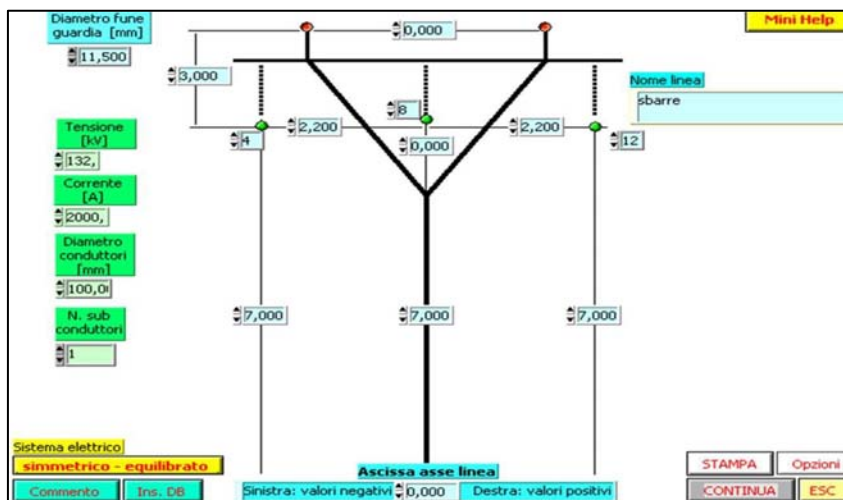 Diametro fune
guardia [mm]
11,500
0,000
Mini Help
3,000
Nome linea
sbarre
8
Tensione
[kV]
132,
4
2,200
2,200
12
0,000
Corrente
[A]
2000,
Diametro
conduttori
[mm]
100,0
N. sub
conduttori
1
7,000
7,000
7,000
Sistema elettrico
simmetrico - equilibrato
Ascissa asse linea
STAMPA
Opzioni
Commento
Ins. DB
Sinistra: valori negativi
0,000
Destra: valori positivi
CONTINUA
ESC